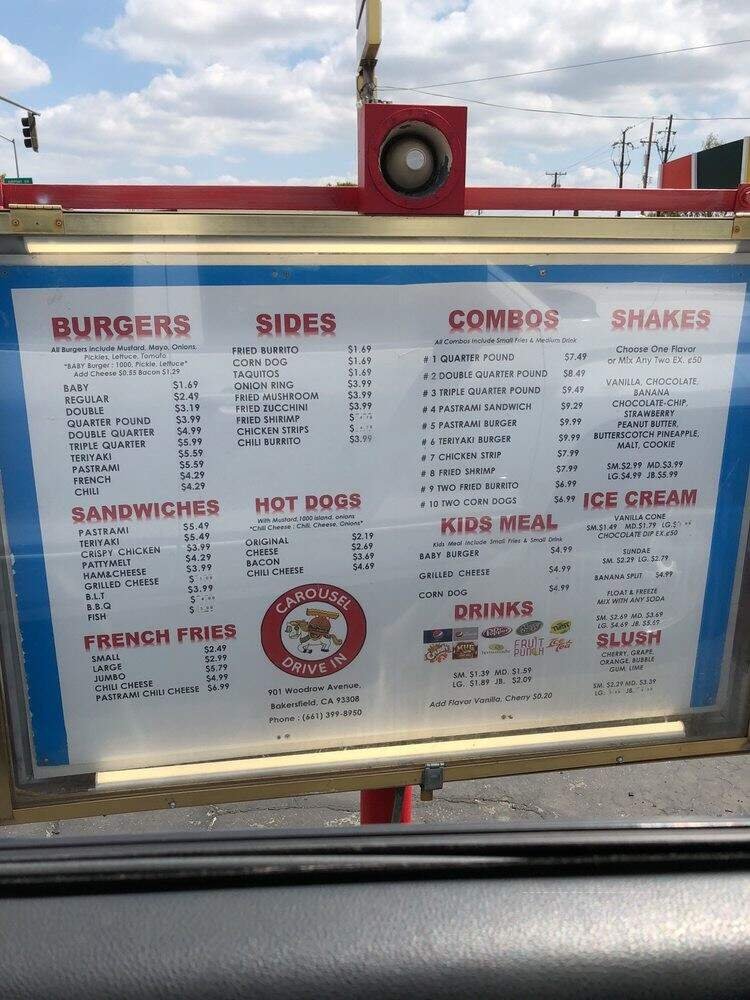 BURGERS
All Burgers Include Mustard, Mayo, Onions,
Pickles, Lettuce, Tomato.
"BABY Burger : 1000, Pickle, Lettuce"
Add Cheese $0.55 Bacon $1.29
BABY $1.69
REGULAR $2.49
DOUBLE $3.19
QUARTER POUND $3.99
DOUBLE QUARTER $4.99
TRIPLE QUARTER $5.99
TERIYAKI $5.59
PASTRAMI $5.59
FRENCH $4.29
CHILI $4.29
SANDWICHES
PASTRAMI $5.49
TERIYAKI $5.49
CRISPY CHICKEN $3.99
PATTYMELT $4.29
HAM&CHEESE $3.99
GRILLED CHEESE
B.L.T $3.99
B.B.Q
FISH
FRENCH FRIES
SMALL $2.49
LARGE $2.99
JUMBO $5.79
CHILI CHEESE $4.99
PASTRAMI CHILI CHEESE $6.99
SIDES
FRIED BURRITO $1.69
CORN DOG $1.69
TAQUITOS $1.69
ONION RING $3.99
FRIED MUSHROOM $3.99
FRIED ZUCCHINI $3.99
FRIED SHIRIMP
CHICKEN STRIPS
CHILI BURRITO $3.99
HOT DOGS
With Mustard,1000 island, onions
"Chili Cheese : Chili, Cheese, Onions"
ORIGINAL $2.19
CHEESE $2.69
BACON $3.69
CHILI CHEESE $4.69
CAROUSEL
DRIVE IN
901 Woodrow Avenue,
Bakersfield, CA 93308
Phone : (661) 399-8950
COMBOS
All Combos Include Small Fries & Medium Drink
# 1 QUARTER POUND $7.49
# 2 DOUBLE QUARTER POUND $8.49
# 3 TRIPLE QUARTER POUND $9.49
# 4 PASTRAMI SANDWICH $9.29
# 5 PASTRAMI BURGER $9.99
# 6 TERIYAKI BURGER $9.99
# 7 CHICKEN STRIP $7.99
# 8 FRIED SHRIMP $7.99
# 9 TWO FRIED BURRITO $6.99
# 10 TWO CORN DOGS $6.99
KIDS MEAL
Kids Meal Include Small Fries & Small Drink
BABY BURGER $4.99
GRILLED CHEESE $4.99
CORN DOG $4.99
DRINKS
FRUIT
PUNCH
SM. $1.39 MD. $1.59
LG. $1.89 JB. $2.09
Add Flavor Vanilla, Cherry $0.20
SHAKES
Choose One Flavor
or Mix Any Two EX. ¢50
VANILLA, CHOCOLATE,
BANANA
CHOCOLATE-CHIP,
STRAWBERRY
PEANUT BUTTER,
BUTTERSCOTCH PINEAPPLE,
MALT, COOKIE
SM.$2.99 MD.$3.99
LG.$4.99 JB.$5.99
ICE CREAM
VANILLA CONE
SM.$1.49 MD.$1.79 LG.
CHOCOLATE DIP EX.¢50
SUNDAE
SM. $2.29 LG. $2.79
BANANA SPLIT $4.99
FLOAT & FREEZE
MIX WITH ANY SODA
SM. $2.69 MD. $3.69
LG. $4.69 JB. $5.69
SLUSH
CHERRY, GRAPE,
ORANGE, BUBBLE
GUM, LIME
SM. $2.29 MD. $3.39
LG. JB.